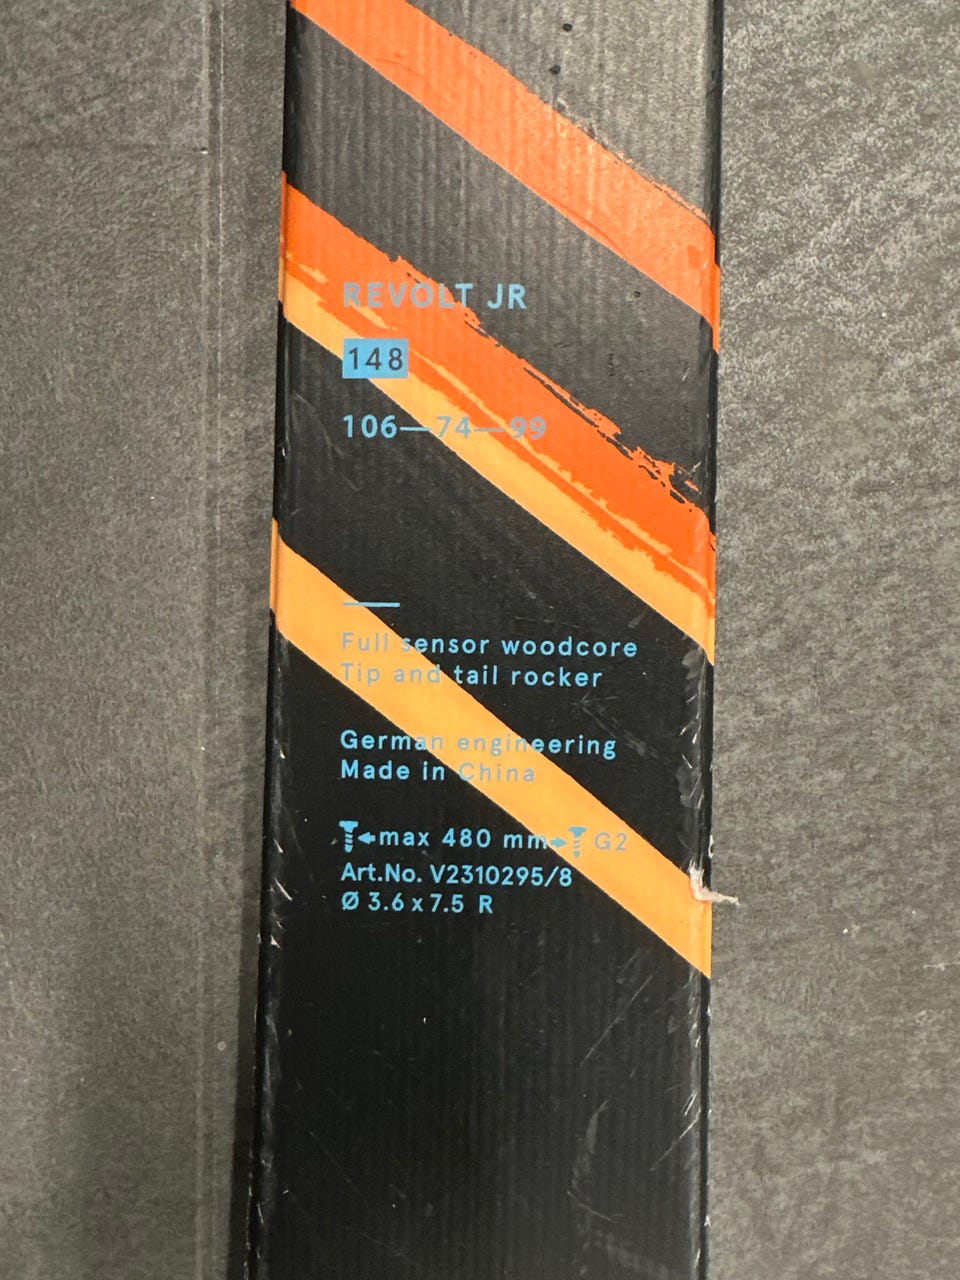 REVOLT JR
148
106—74—99
Full sensor woodcore
Tip and tail rocker
German engineering
Made in China
max 480 mm G2
Art.No. V2310295/8
Ø 3.6 x 7.5 R